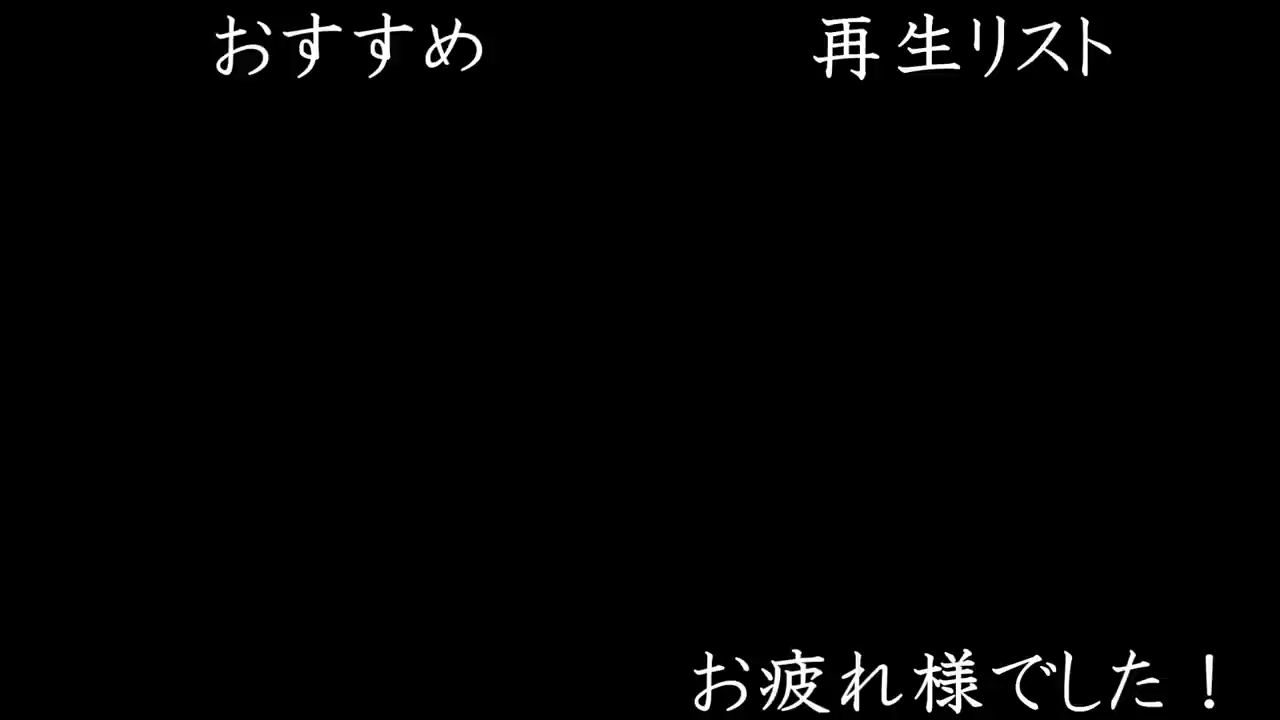 おすすめ
再生リスト
お疲れ様でした！